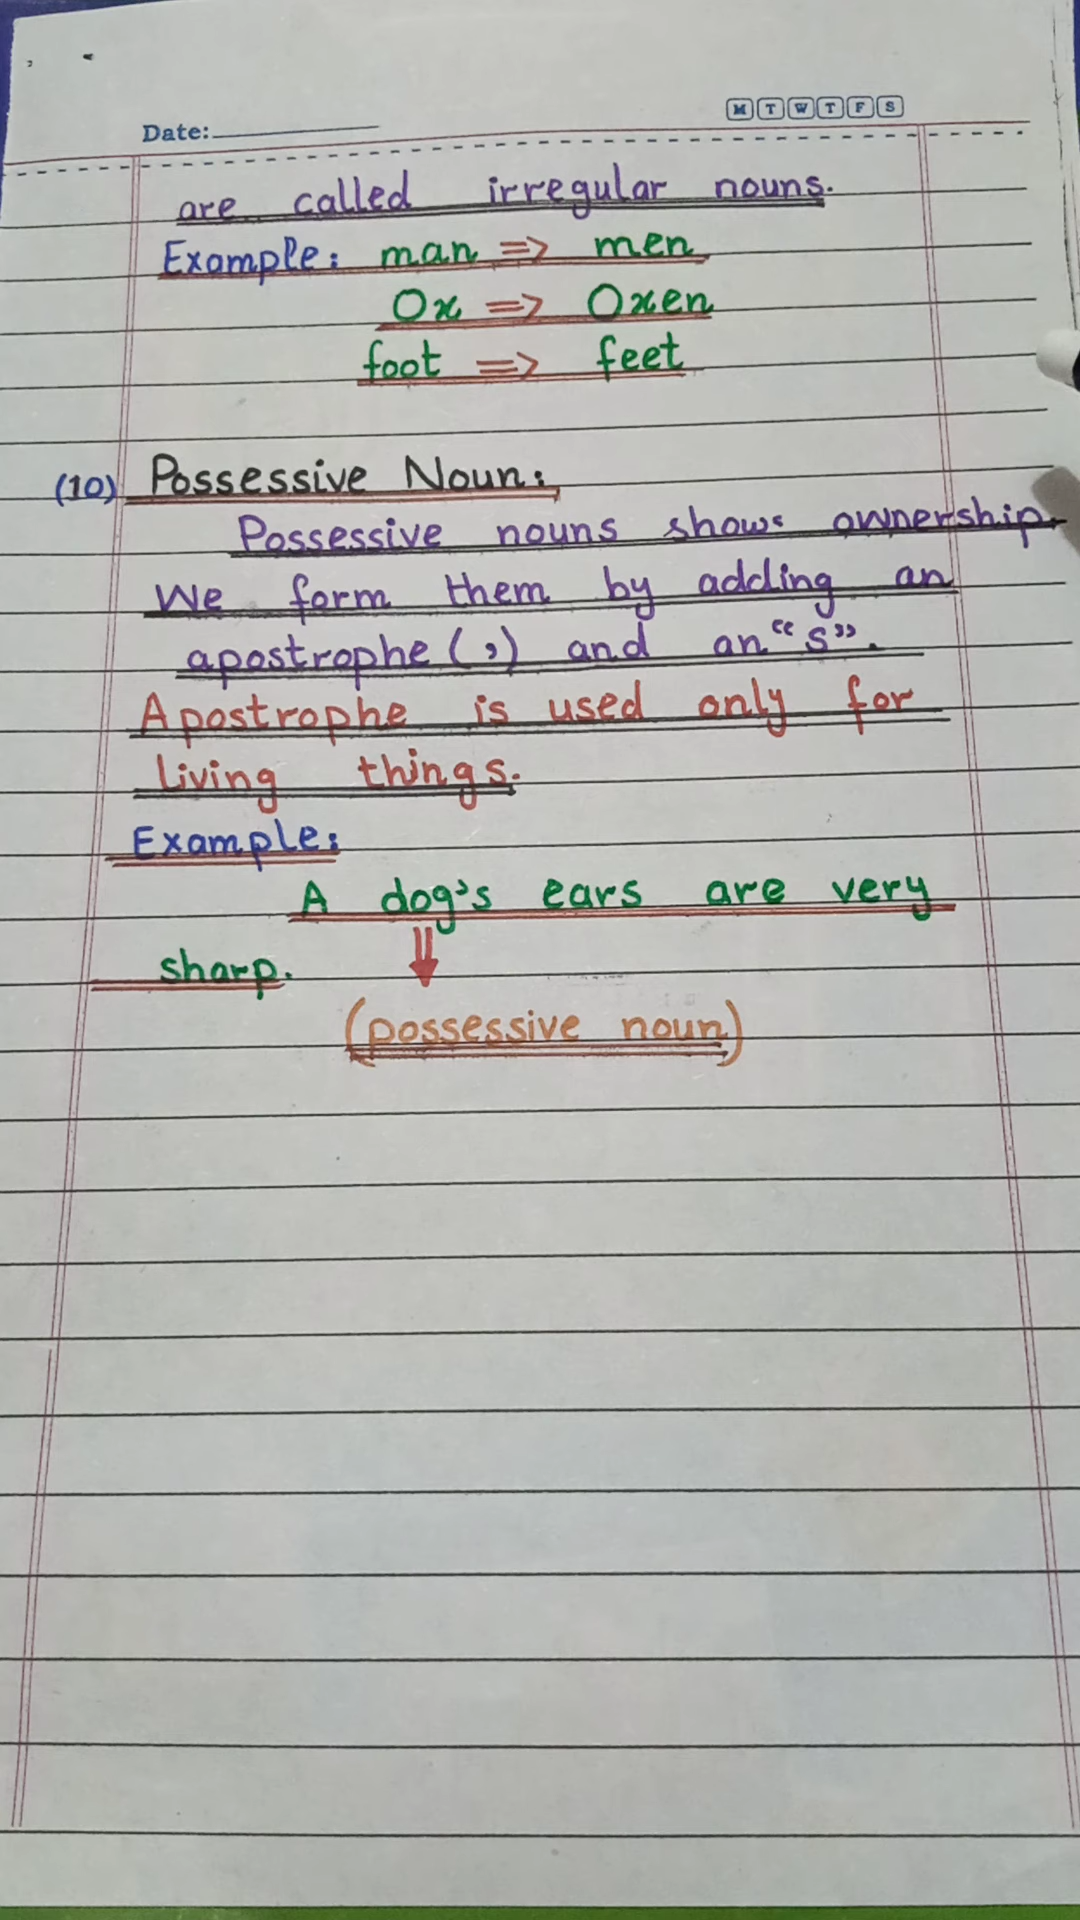 M T W T F S
Date:
are called irregular nouns.
Example: man => men
Ox => Oxen
foot => feet
(10) Possessive Noun:
Possessive nouns shows ownership.
We form them by adding an
apostrophe (,) and an “s”.
Apostrophe is used only for
living things.
Example:
A dog's ears are very
sharp.
(possessive noun)